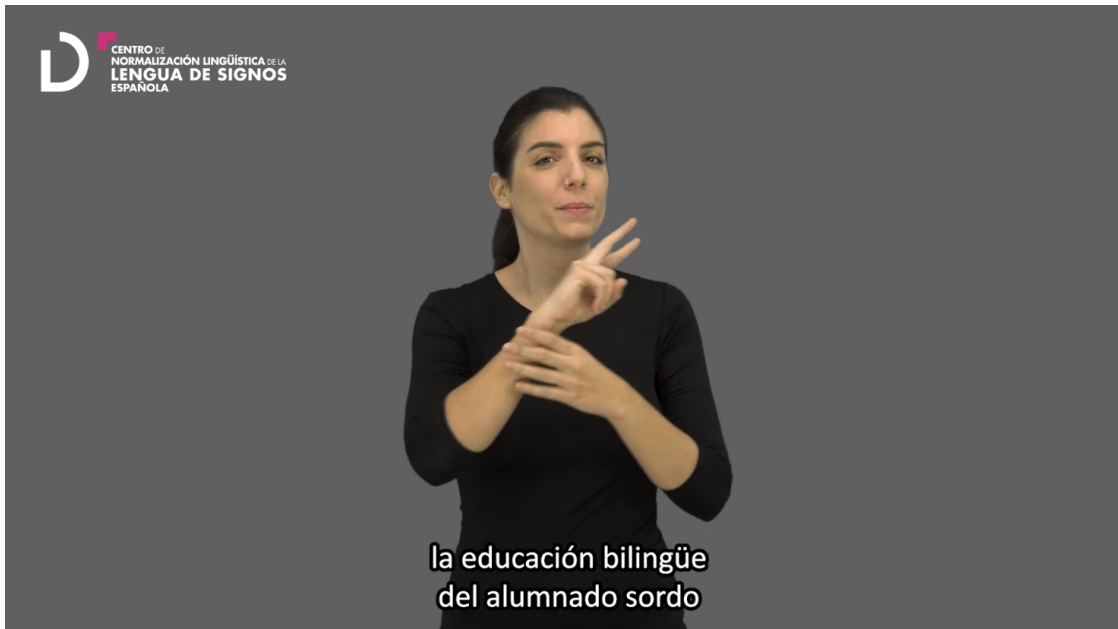 CENTRO DE
NORMALIZACIÓN LINGÜÍSTICA DE LA
LENGUA DE SIGNOS
ESPAÑOLA
la educación bilingüe
del alumnado sordo